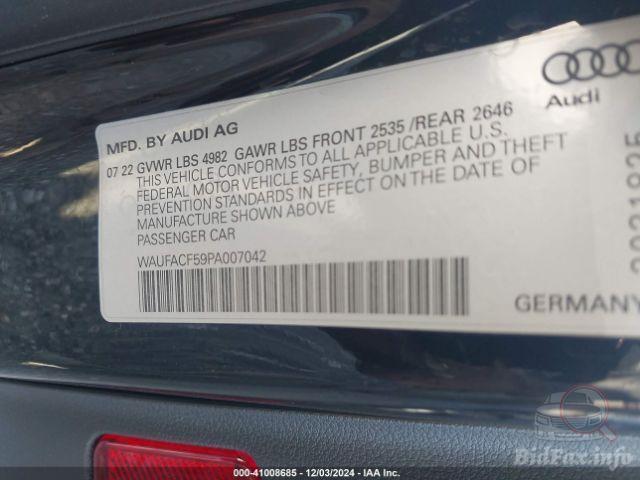 MFD. BY AUDI AG
07 22 GVWR LBS 4982 GAWR LBS FRONT 2535 /REAR 2646
THIS VEHICLE CONFORMS TO ALL APPLICABLE U.S.
FEDERAL MOTOR VEHICLE SAFETY, BUMPER AND THEFT
PREVENTION STANDARDS IN EFFECT ON THE DATE OF
MANUFACTURE SHOWN ABOVE
PASSENGER CAR
WAUFACF59PA007042
Audi
GERMANY
000-41008685 - 12/03/2024 - IAA Inc.
BidFax.info